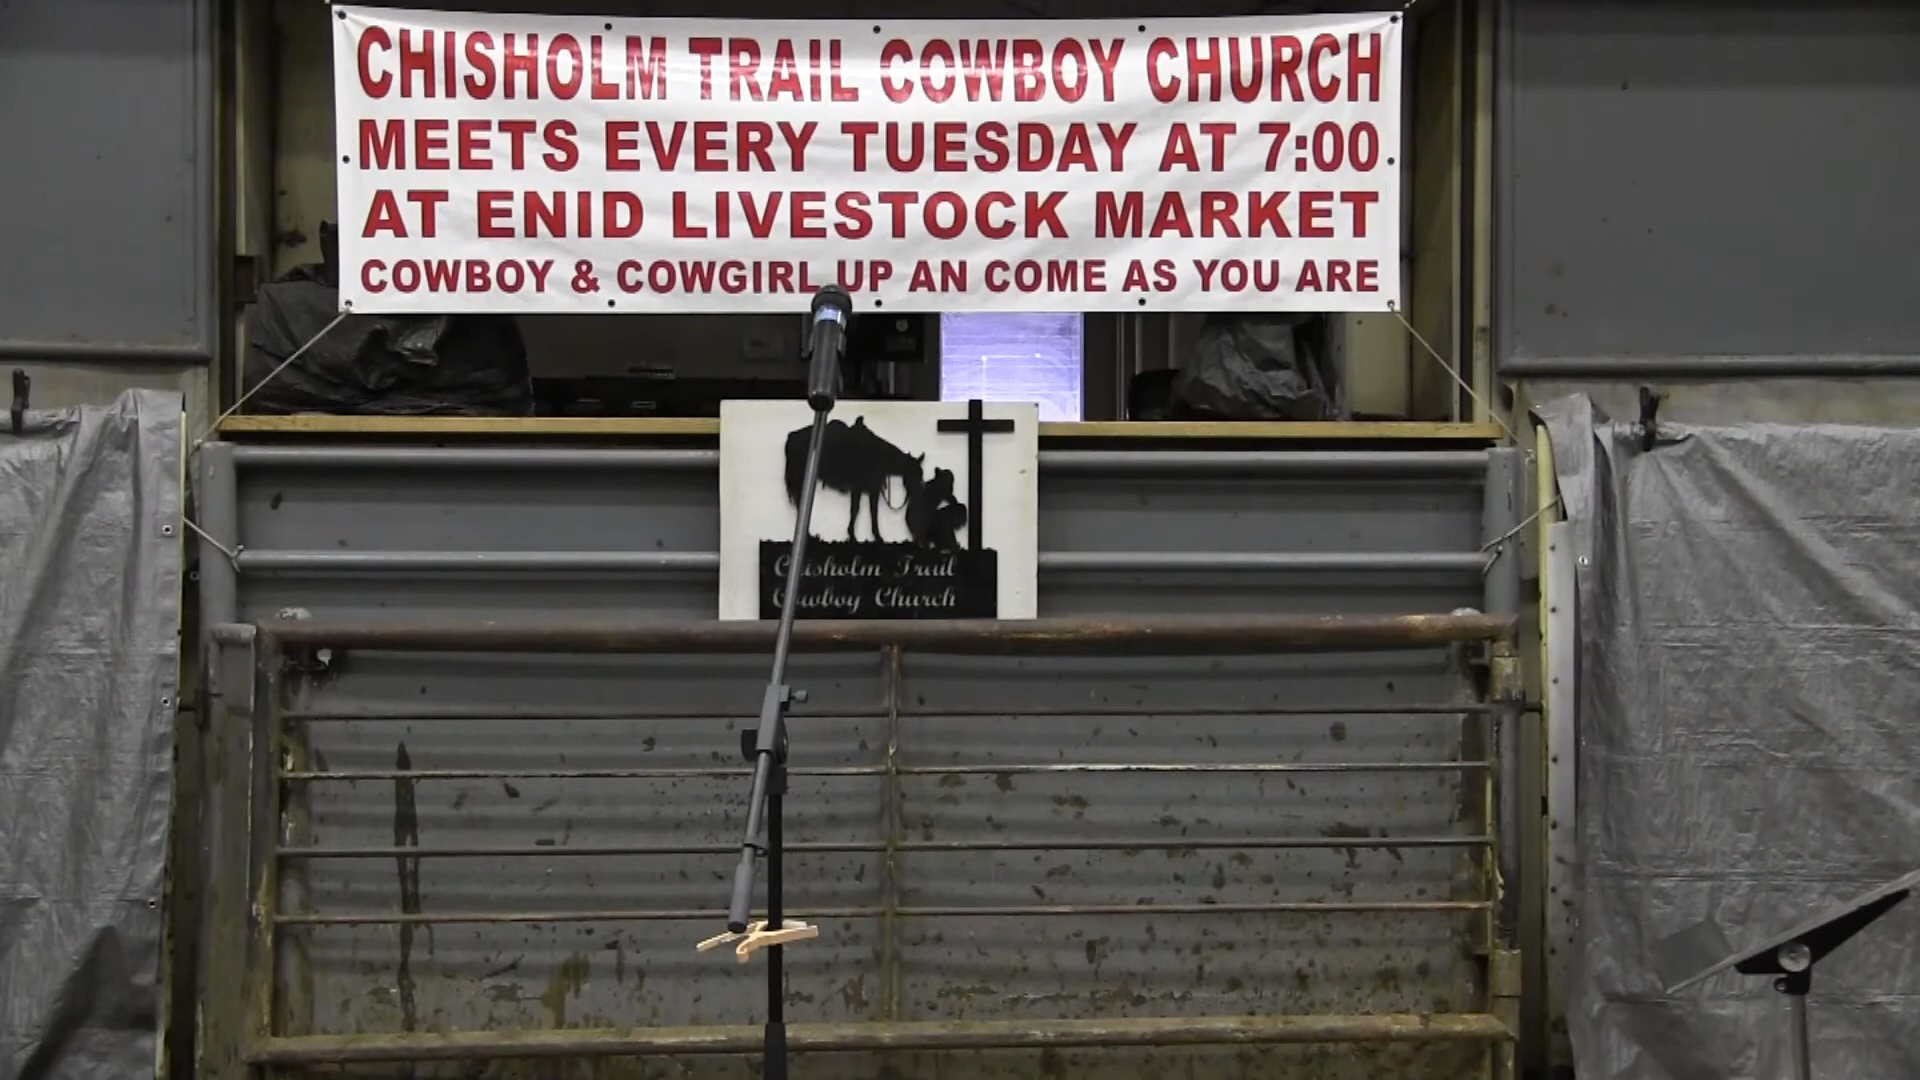 CHISHOLM TRAIL COWBOY CHURCH
MEETS EVERY TUESDAY AT 7:00
AT ENID LIVESTOCK MARKET
COWBOY & COWGIRL UP AN COME AS YOU ARE
Chisholm Trail
Cowboy Church